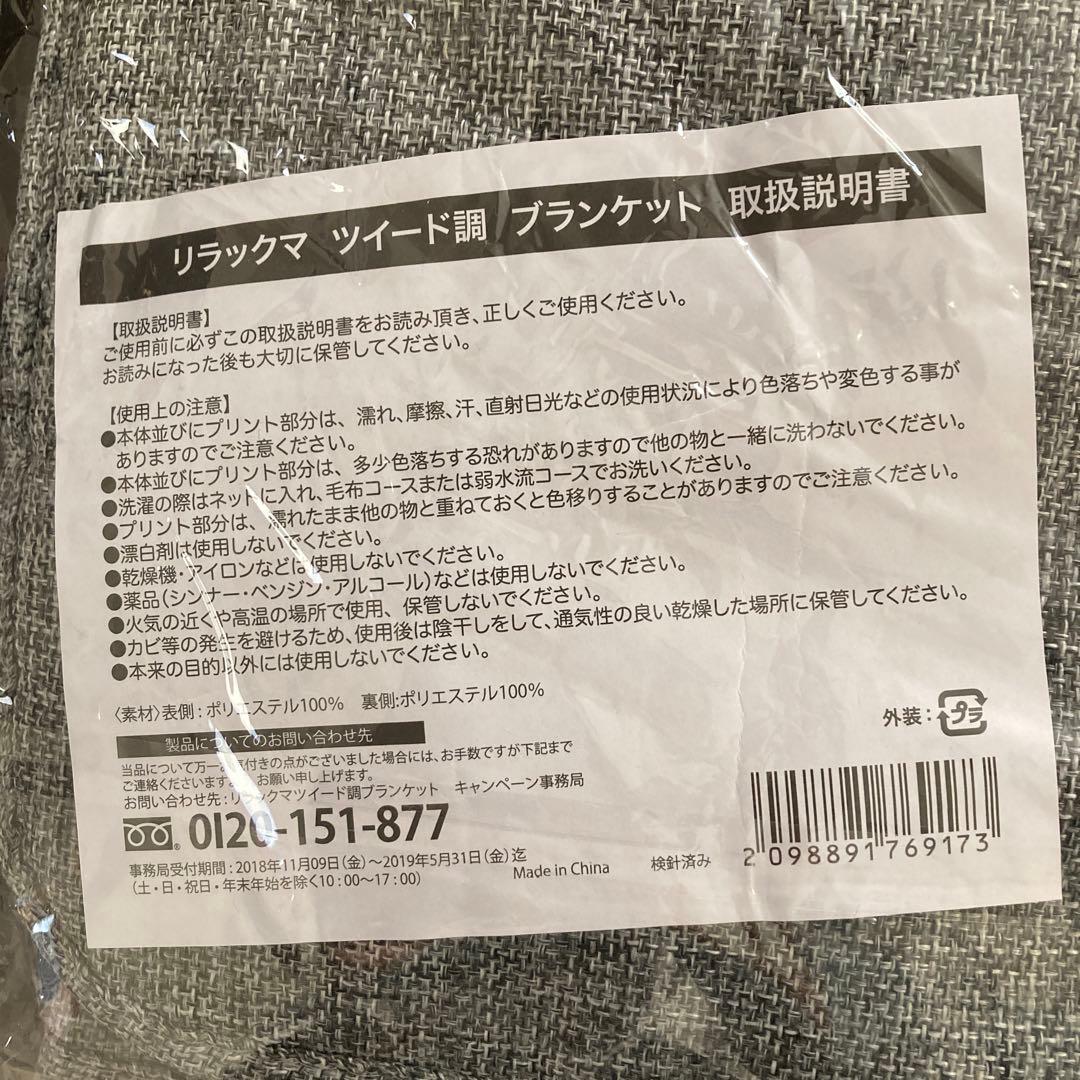 リラックマ ツイード調 ブランケット 取扱説明書
【取扱説明書】
ご使用前に必ずこの取扱説明書をお読み頂き、正しくご使用ください。
お読みになった後も大切に保管してください。
【使用上の注意】
●本体並びにプリント部分は、濡れ、摩擦、汗、直射日光などの使用状況により色落ちや変色する事が
ありますのでご注意ください。
●本体並びにプリント部分は、多少色落ちする恐れがありますので他の物と一緒に洗わないでください。
●洗濯の際はネットに入れ、毛布コースまたは弱水流コースでお洗いください。
●プリント部分は、濡れたまま他の物と重ねておくと色移りすることがありますのでご注意ください。
●漂白剤は使用しないでください。
●乾燥機・アイロンなどは使用しないでください。
●薬品(シンナー・ベンジン・アルコール)などは使用しないでください。
●火気の近くや高温の場所で使用、保管しないでください。
●カビ等の発生を避けるため、使用後は陰干しをして、通気性の良い乾燥した場所に保管してください。
●本来の目的以外には使用しないでください。
〈素材〉表側:ポリエステル100% 裏側:ポリエステル100%
外装: プラ
製品についてのお問い合わせ先
当品について万一お気付きの点がございました場合には、お手数ですが下記まで
ご連絡くださいますよう、お願い申し上げます。
お問い合わせ先:リラックマツイード調ブランケット キャンペーン事務局
0120-151-877
事務局受付期間:2018年11月09日(金)～2019年5月31日(金)迄
(土・日・祝日・年末年始を除く10:00～17:00)
Made in China 検針済み
2 098891 769173